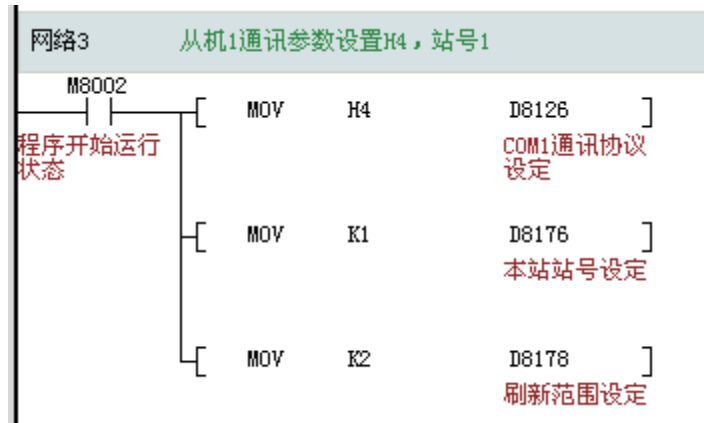 网络3 从机1通讯参数设置H4，站号1
M8002
MOV H4 D8126
程序开始运行
状态
COM1通讯协议
设定
MOV K1 D8176
本站站号设定
MOV K2 D8178
刷新范围设定